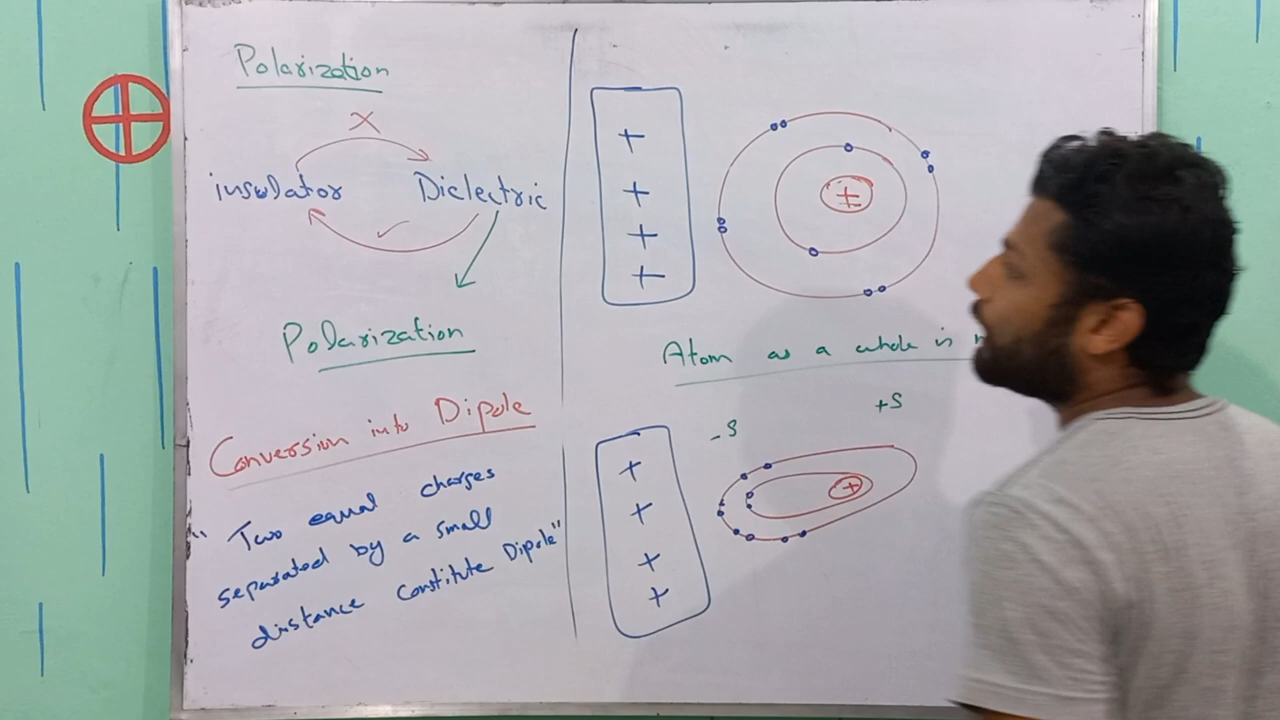 Polarization
×
insulator Dielectric
✓
Polarization
Conversion into Dipole
" Two equal charges
separated by a small
distance constitute Dipole"
+
+
+
+
+
Atom as a whole is
-S +S
+
+
+
+
+